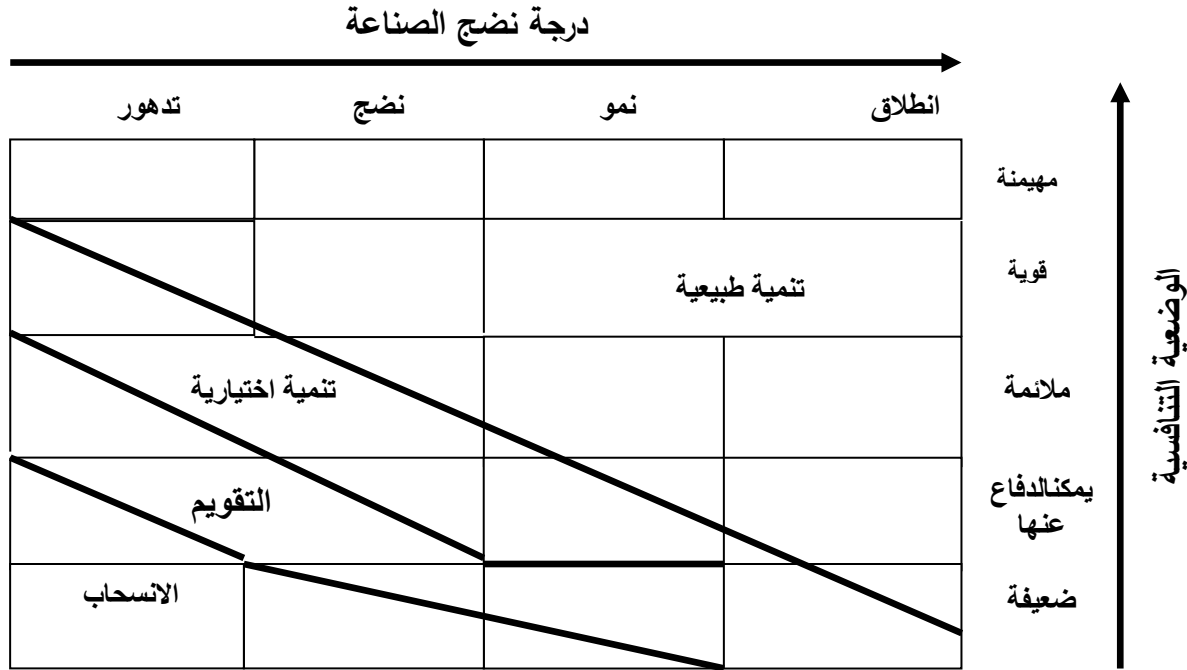 درجة نضج الصناعة
انطلاق نمو نضج تدهور
مهيمنة
قوية
تنمية طبيعية
ملائمة
تنمية اختيارية
يمكنالدفاع
عنها
التقويم
ضعيفة
الانسحاب
الوضعية التنافسية